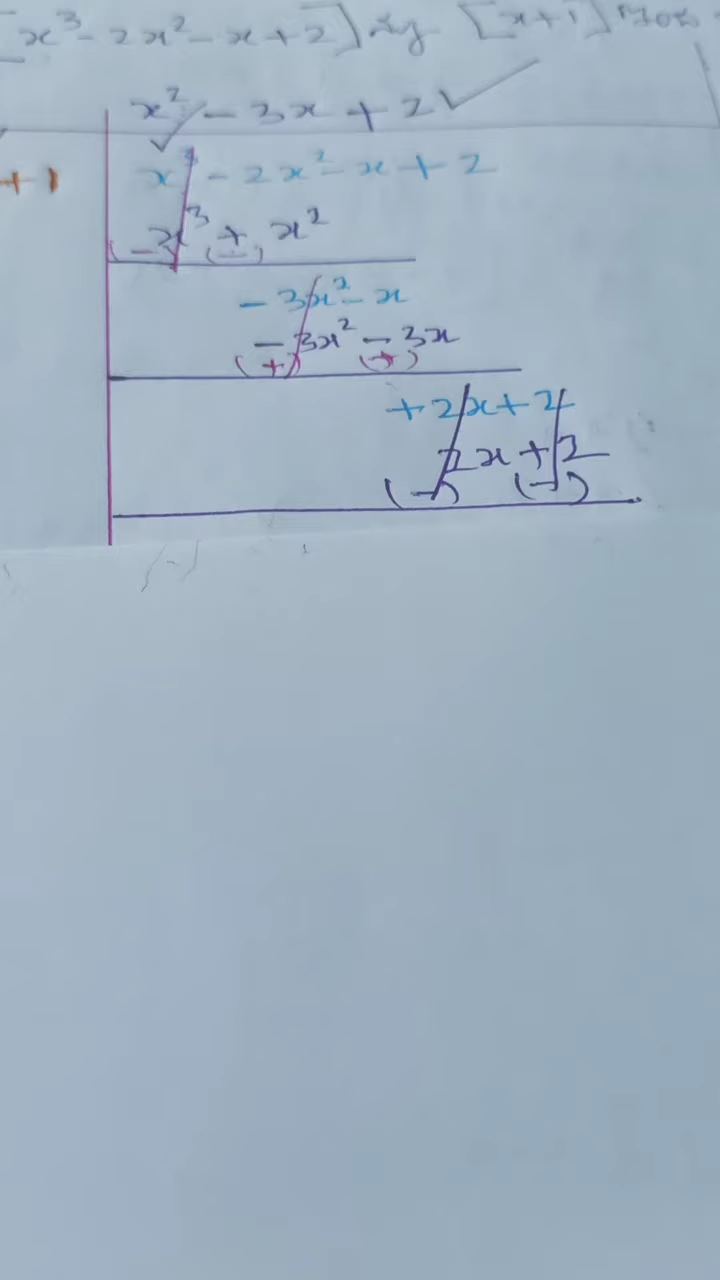 [x³ - 2x² - x + 2] by [x+1]
x² - 3x + 2
+1 x³ - 2x² - x + 2
x³ + x²
(-) (-)
- 3x² - x
- 3x² - 3x
(+) (+)
+ 2x + 2
2x + 2
(-) (-)